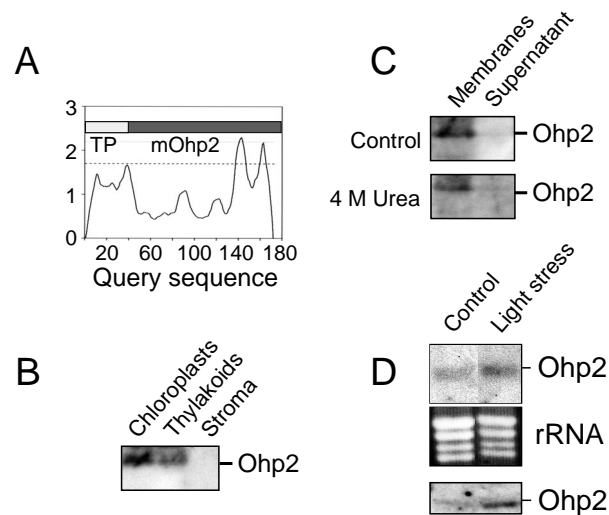 A
3
2
1
0
TP mOhp2
20 60 100 140 180
Query sequence
B
Chloroplasts
Thylakoids
Stroma
Ohp2
C
Membranes
Supernatant
Control
Ohp2
4 M Urea
Ohp2
D
Control
Light stress
Ohp2
rRNA
Ohp2